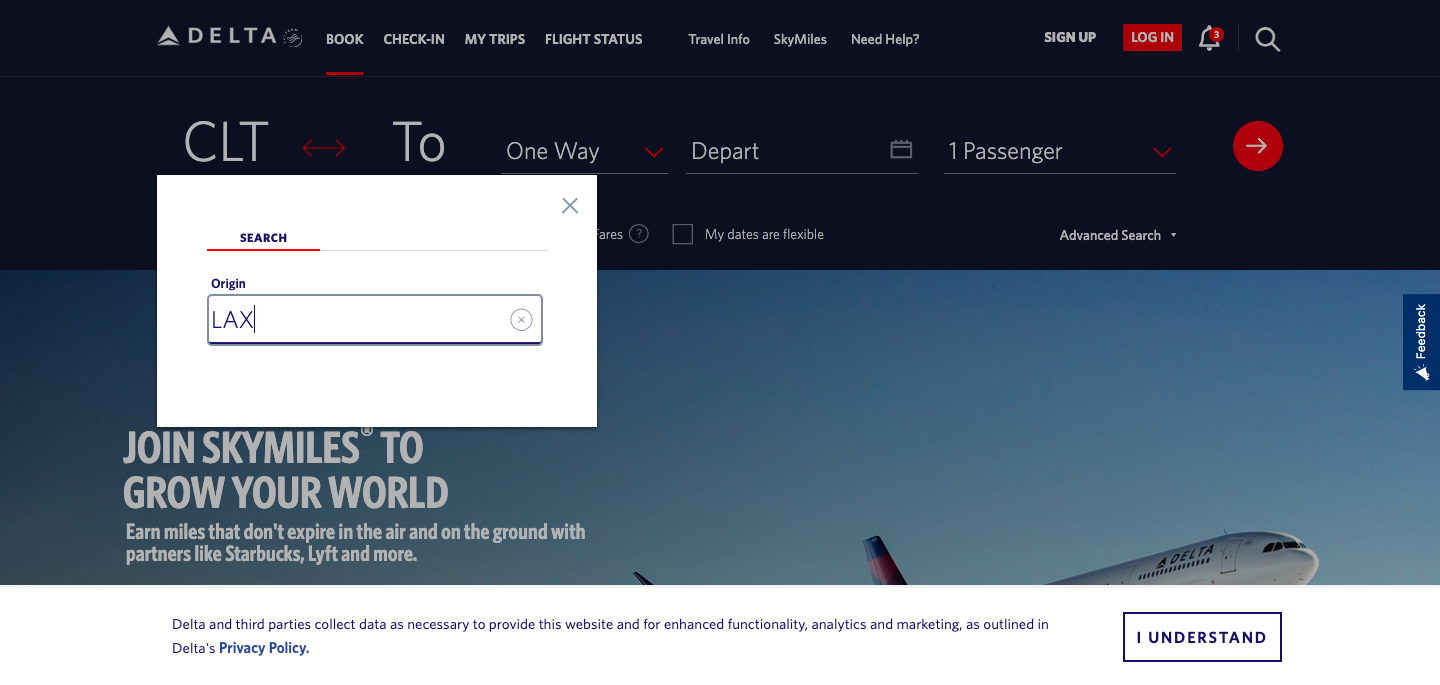 DELTA
BOOK
CHECK-IN
MY TRIPS
FLIGHT STATUS
Travel Info
SkyMiles
Need Help?
SIGN UP
LOG IN
3
CLT
To
One Way
Depart
1 Passenger
SEARCH
Fares
?
My dates are flexible
Advanced Search
Origin
LAX
Feedback
JOIN SKYMILES® TO
GROW YOUR WORLD
Earn miles that don't expire in the air and on the ground with
partners like Starbucks, Lyft and more.
DELTA
Delta and third parties collect data as necessary to provide this website and for enhanced functionality, analytics and marketing, as outlined in
Delta's Privacy Policy.
I UNDERSTAND